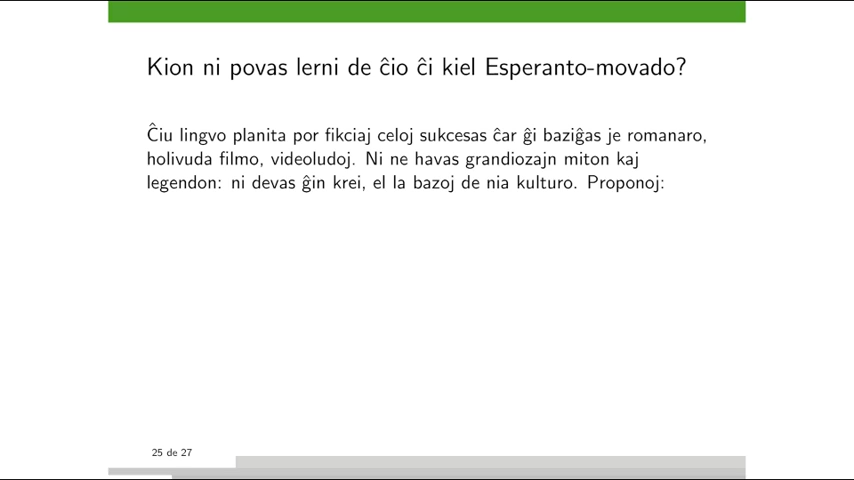 Kion ni povas lerni de ĉio ĉi kiel Esperanto-movado?
Ĉiu lingvo planita por fikciaj celoj sukcesas ĉar ĝi baziĝas je romanaro,
holivuda filmo, videoludoj. Ni ne havas grandiozajn miton kaj
legendon: ni devas ĝin krei, el la bazoj de nia kulturo. Proponoj:
25 de 27